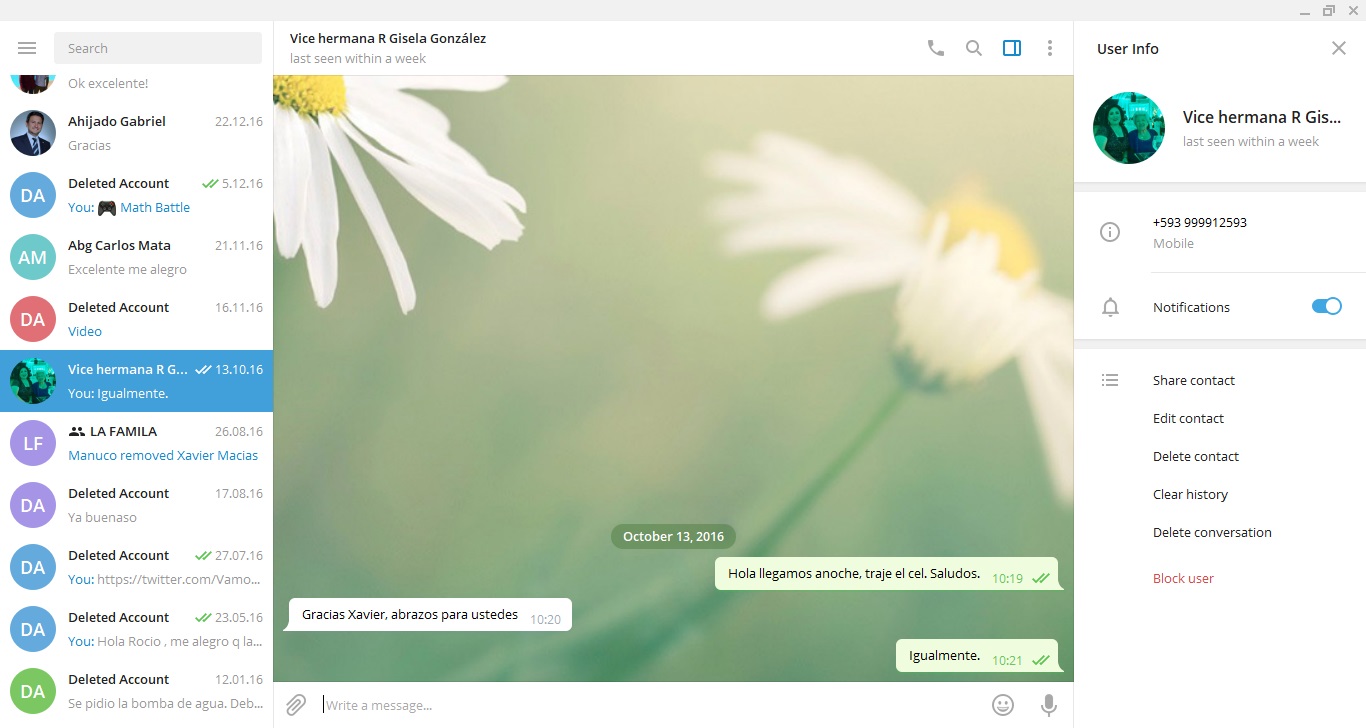 Search
Ok excelente!
Ahijado Gabriel 22.12.16
Gracias
DA Deleted Account 5.12.16
You: 🎮 Math Battle
AM Abg Carlos Mata 21.11.16
Excelente me alegro
DA Deleted Account 16.11.16
Video
Vice hermana R G... 13.10.16
You: Igualmente.
LF LA FAMILA 26.08.16
Manuco removed Xavier Macias
DA Deleted Account 17.08.16
Ya buenaso
DA Deleted Account 27.07.16
You: https://twitter.com/Vamo...
DA Deleted Account 23.05.16
You: Hola Rocio , me alegro q la...
DA Deleted Account 12.01.16
Se pidio la bomba de agua. Deb...
Vice hermana R Gisela González
last seen within a week
October 13, 2016
Hola llegamos anoche, traje el cel. Saludos. 10:19
Gracias Xavier, abrazos para ustedes 10:20
Igualmente. 10:21
Write a message...
User Info
Vice hermana R Gis...
last seen within a week
+593 999912593
Mobile
Notifications
Share contact
Edit contact
Delete contact
Clear history
Delete conversation
Block user